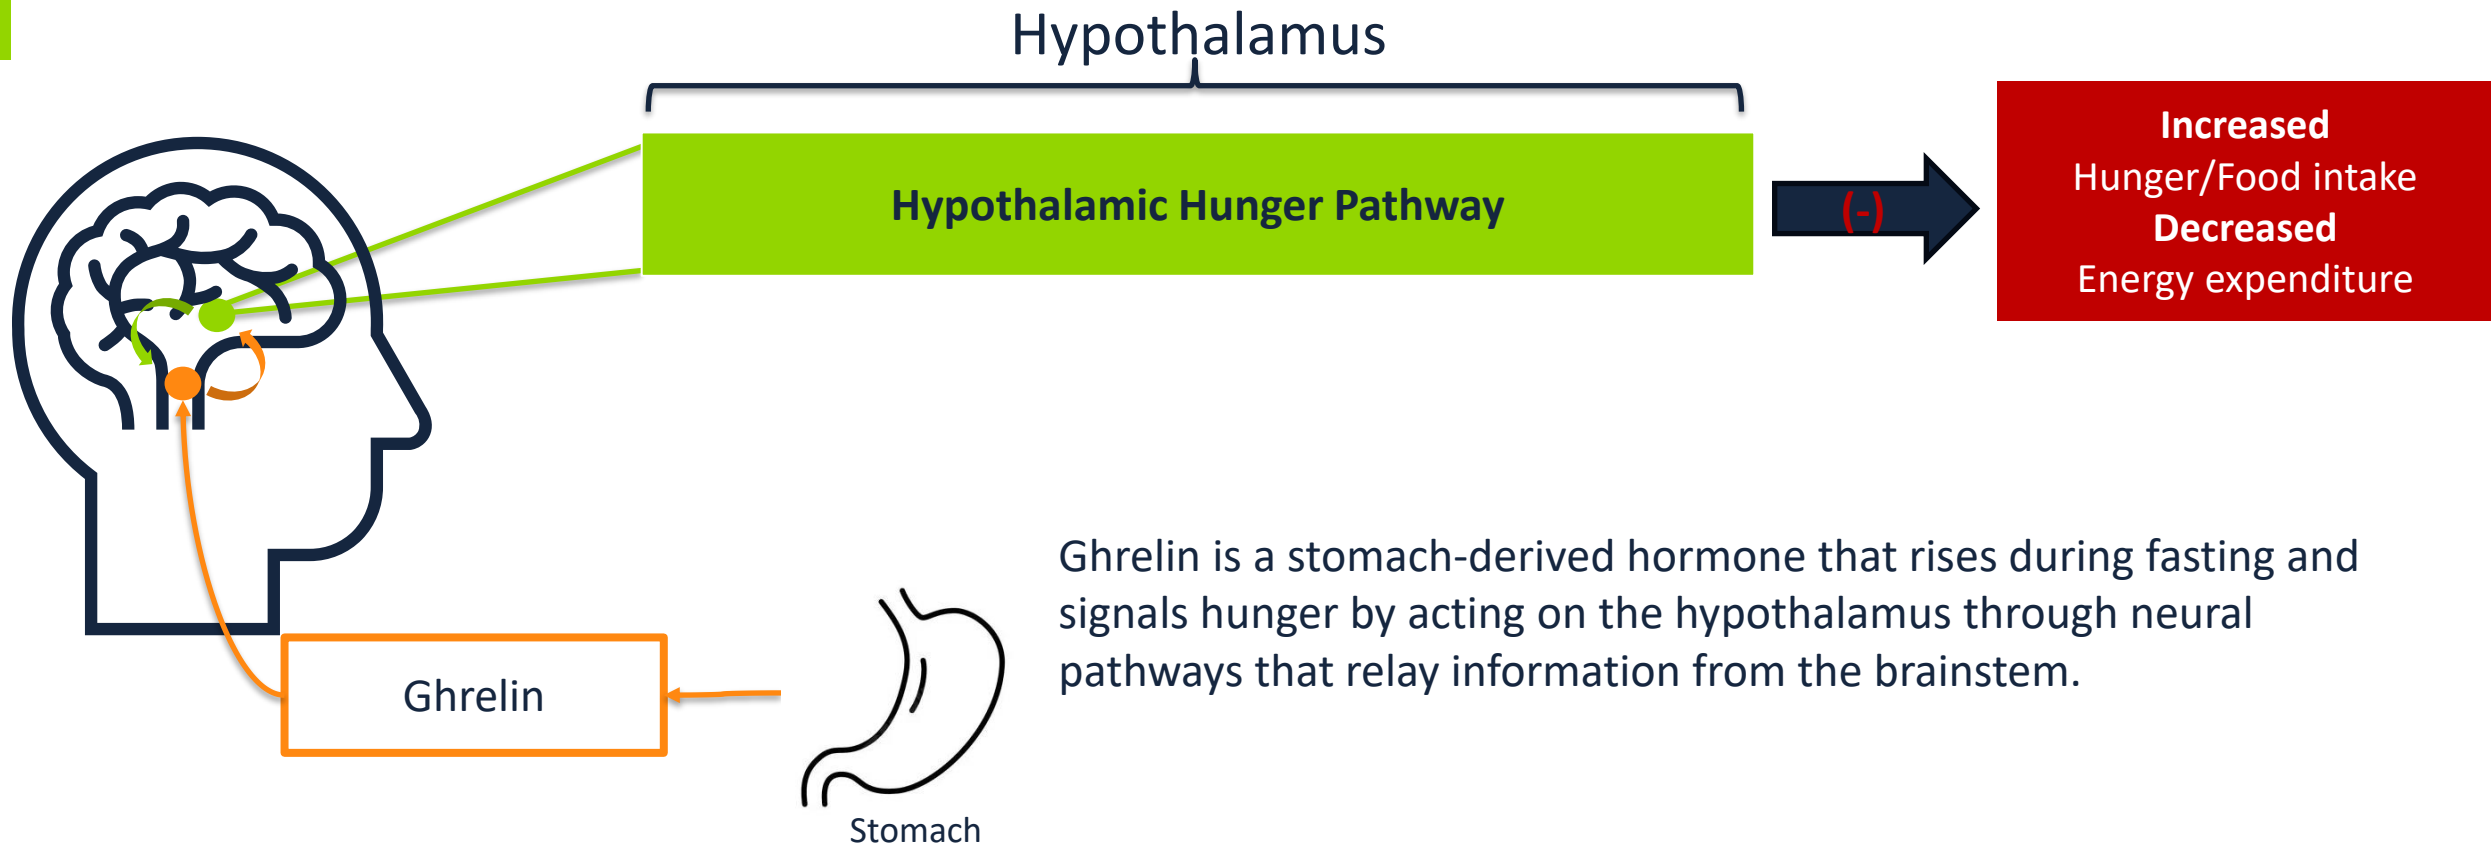 Hypothalamus
Hypothalamic Hunger Pathway
(-)
Increased
Hunger/Food intake
Decreased
Energy expenditure
Ghrelin is a stomach-derived hormone that rises during fasting and
signals hunger by acting on the hypothalamus through neural
pathways that relay information from the brainstem.
Ghrelin
Stomach